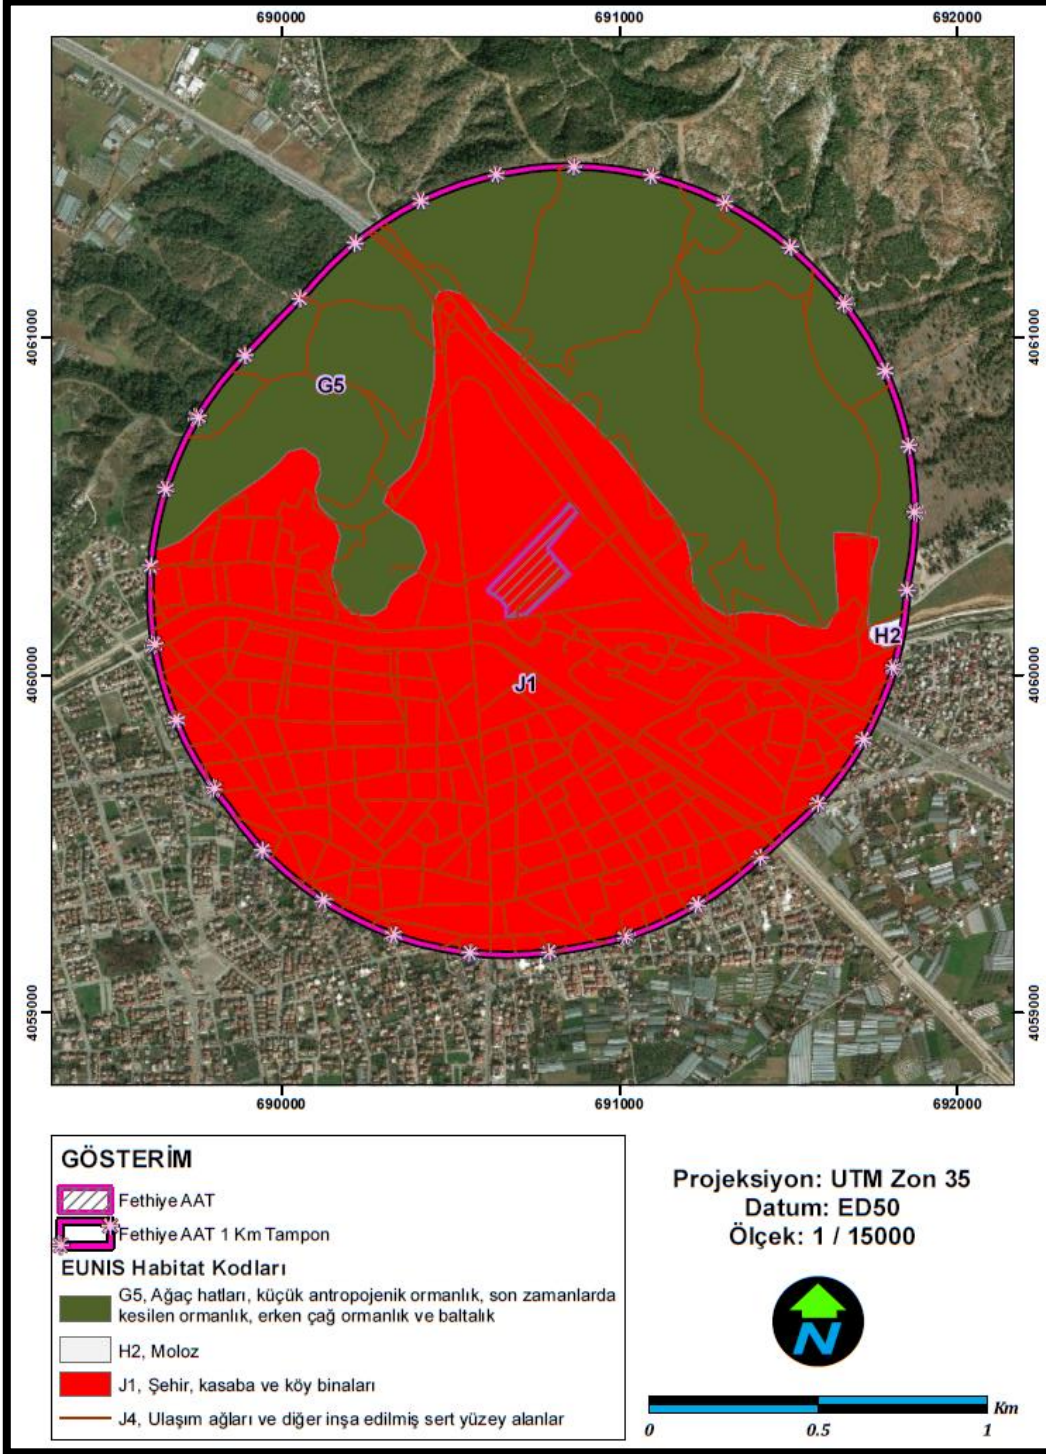 690000
691000
692000
4061000
4061000
G5
H2
4060000
J1
4060000
4059000
4059000
690000
691000
692000
GÖSTERİM
Fethiye AAT
Fethiye AAT 1 Km Tampon
EUNIS Habitat Kodları
G5, Ağaç hatları, küçük antropojenik ormanlık, son zamanlarda
kesilen ormanlık, erken çağ ormanlık ve baltalık
H2, Moloz
J1, Şehir, kasaba ve köy binaları
J4, Ulaşım ağları ve diğer inşa edilmiş sert yüzey alanlar
Projeksiyon: UTM Zon 35
Datum: ED50
Ölçek: 1 / 15000
N
Km
0 0.5 1